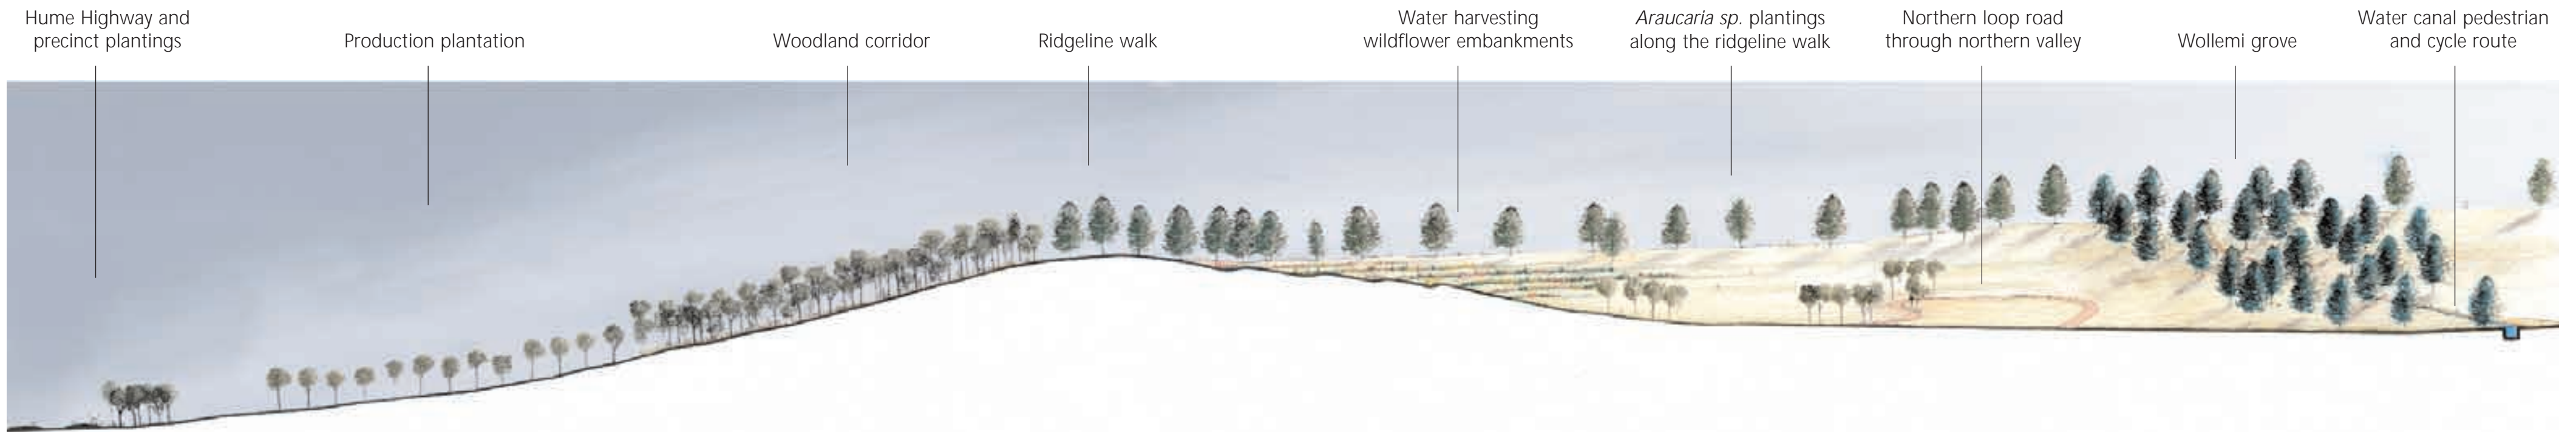 Hume Highway and
precinct plantings
Production plantation
Woodland corridor
Ridgeline walk
Water harvesting
wildflower embankments
Araucaria sp. plantings
along the ridgeline walk
Northern loop road
through northern valley
Wollemi grove
Water canal pedestrian
and cycle route